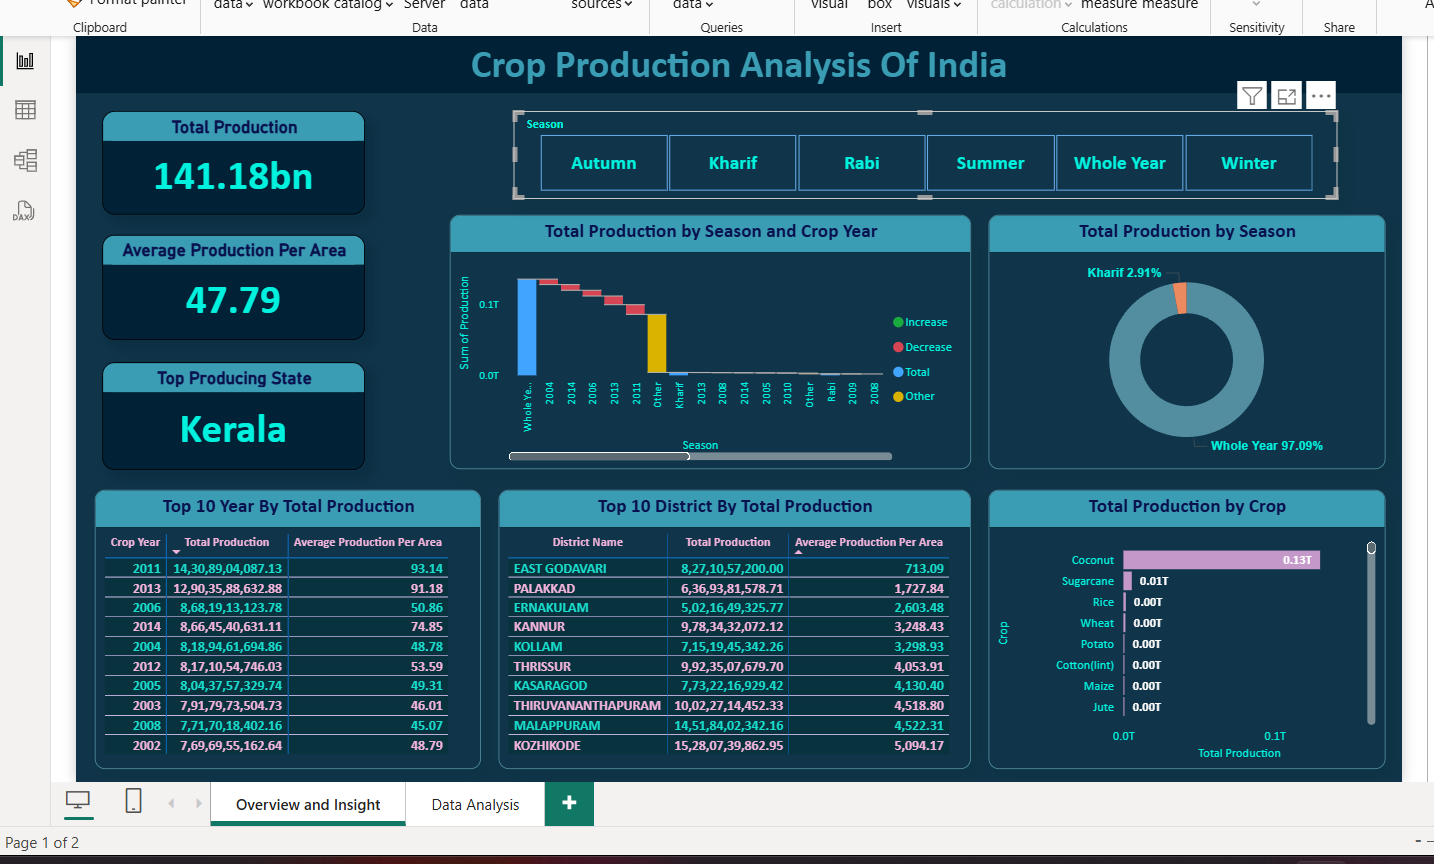 Format painter
data
workbook catalog
Server
data
sources
data
visual
box
visuals
calculation
measure measure
Clipboard
Data
Queries
Insert
Calculations
Sensitivity
Share
A
Crop Production Analysis Of India
Total Production
141.18bn
Average Production Per Area
47.79
Top Producing State
Kerala
Season
Autumn Kharif Rabi Summer Whole Year Winter
Total Production by Season and Crop Year
Sum of Production
0.1T
0.0T
Whole Ye... 2004 2014 2006 2013 2011 Other Kharif 2013 2008 2014 2005 2010 Other Rabi 2009 2008
Season
Increase
Decrease
Total
Other
Total Production by Season
Kharif 2.91%
Whole Year 97.09%
Top 10 Year By Total Production
Crop Year Total Production Average Production Per Area
2011 14,30,89,04,087.13 93.14
2013 12,90,35,88,632.88 91.18
2006 8,68,19,13,123.78 50.86
2014 8,66,45,40,631.11 74.85
2004 8,18,94,61,694.86 48.78
2012 8,17,10,54,746.03 53.59
2005 8,04,37,57,329.74 49.31
2003 7,91,79,73,504.73 46.01
2008 7,71,70,18,402.16 45.07
2002 7,69,69,55,162.64 48.79
Top 10 District By Total Production
District Name Total Production Average Production Per Area
EAST GODAVARI 8,27,10,57,200.00 713.09
PALAKKAD 6,36,93,81,578.71 1,727.84
ERNAKULAM 5,02,16,49,325.77 2,603.48
KANNUR 9,78,34,32,072.12 3,248.43
KOLLAM 7,15,19,45,342.26 3,298.93
THRISSUR 9,92,35,07,679.70 4,053.91
KASARAGOD 7,73,22,16,929.42 4,130.40
THIRUVANANTHAPURAM 10,02,27,14,452.33 4,518.80
MALAPPURAM 14,51,84,02,342.16 4,522.31
KOZHIKODE 15,28,07,39,862.95 5,094.17
Total Production by Crop
Crop
Coconut 0.13T
Sugarcane 0.01T
Rice 0.00T
Wheat 0.00T
Potato 0.00T
Cotton(lint) 0.00T
Maize 0.00T
Jute 0.00T
0.0T 0.1T
Total Production
DAX
Overview and Insight
Data Analysis
+
Page 1 of 2